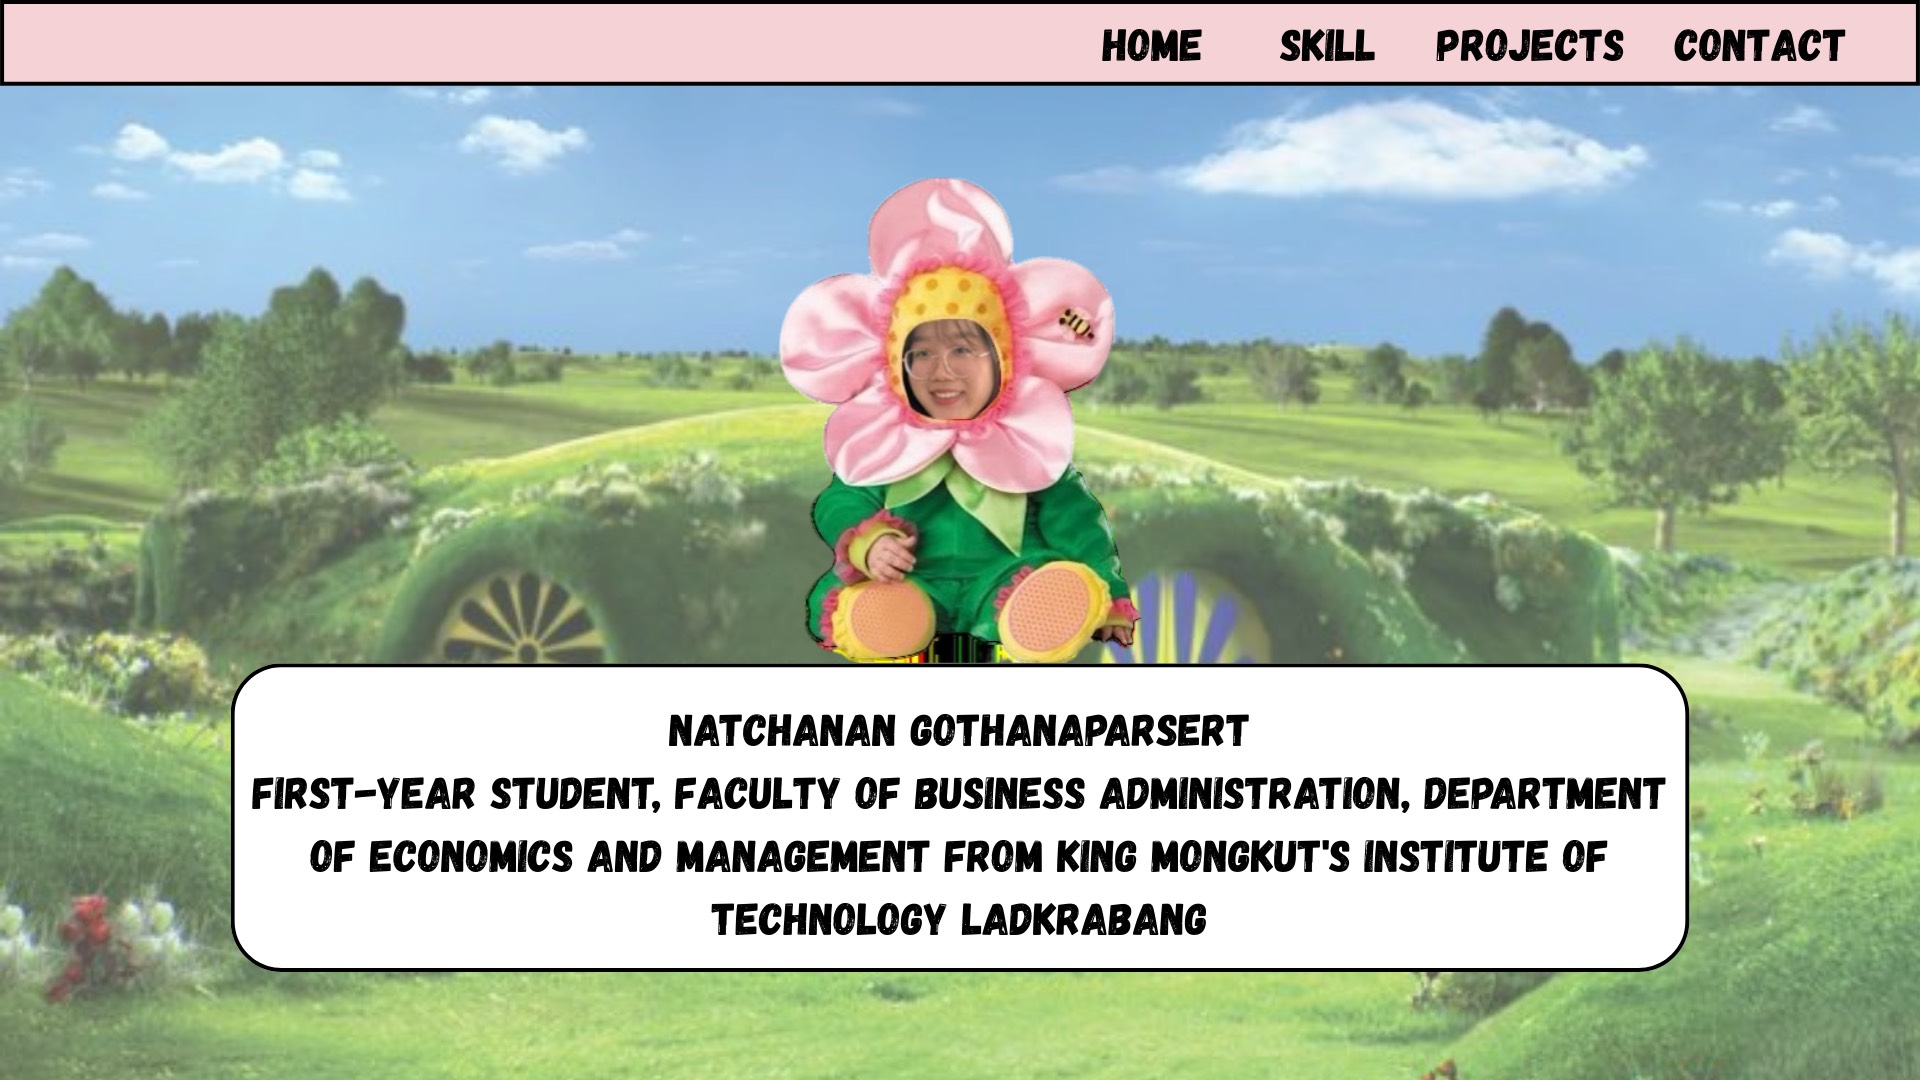 HOME SKILL PROJECTS CONTACT
NATCHANAN GOTHANAPARSERT
FIRST-YEAR STUDENT, FACULTY OF BUSINESS ADMINISTRATION, DEPARTMENT
OF ECONOMICS AND MANAGEMENT FROM KING MONGKUT'S INSTITUTE OF
TECHNOLOGY LADKRABANG